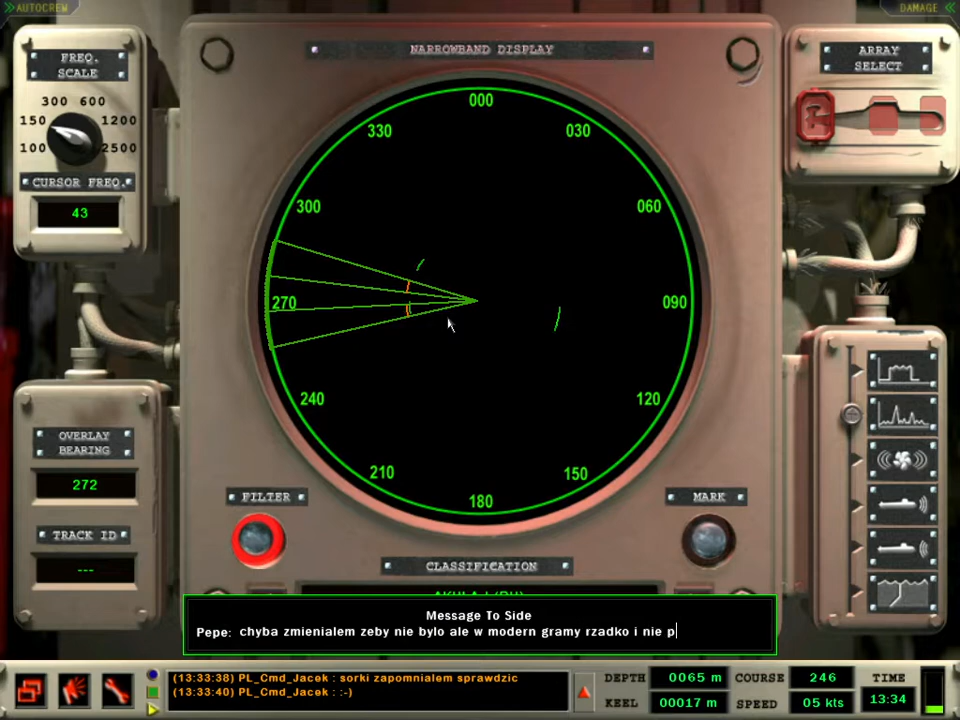 AUTOCREW
DAMAGE
NARROWBAND DISPLAY
FREQ.
SCALE
300 600
150 1200
100 2500
CURSOR FREQ.
43
ARRAY
SELECT
000
330 030
300 060
270 090
240 120
210 150
180
OVERLAY
BEARING
272
TRACK ID
---
FILTER
MARK
CLASSIFICATION
Message To Side
Pepe: chyba zmienialem zeby nie bylo ale w modern gramy rzadko i nie p
(13:33:38) PL_Cmd_Jacek : sorki zapomnialem sprawdzic
(13:33:40) PL_Cmd_Jacek : :-)
DEPTH 0065 m COURSE 246 TIME
KEEL 00017 m SPEED 05 kts 13:34